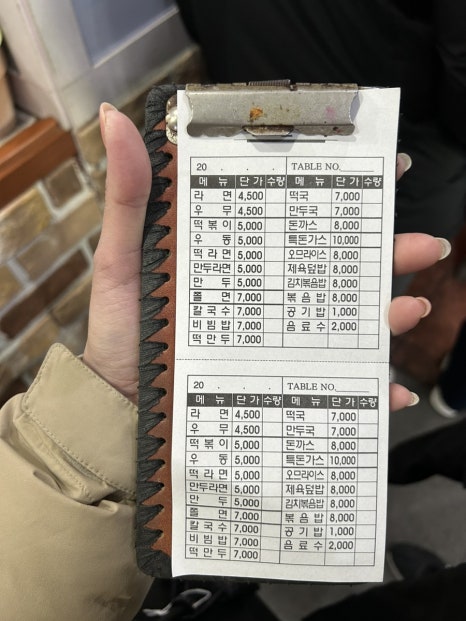 20 . . . TABLE NO.
메 뉴 단 가 수량 메 뉴 단 가 수량
라 면 4,500 떡국 7,000
우 무 4,500 만두국 7,000
떡 볶 이 5,000 돈까스 8,000
우 동 5,000 특돈가스 10,000
떡 라 면 5,000 오므라이스 8,000
만두라면 5,000 제육덮밥 8,000
만 두 5,000 김치볶음밥 8,000
쫄 면 7,000 볶 음 밥 8,000
칼 국 수 7,000 공 기 밥 1,000
비 빔 밥 7,000 음 료 수 2,000
떡 만 두 7,000
20 . . . TABLE NO.
메 뉴 단 가 수량 메 뉴 단 가 수량
라 면 4,500 떡국 7,000
우 무 4,500 만두국 7,000
떡 볶 이 5,000 돈까스 8,000
우 동 5,000 특돈가스 10,000
떡 라 면 5,000 오므라이스 8,000
만두라면 5,000 제육덮밥 8,000
만 두 5,000 김치볶음밥 8,000
쫄 면 7,000 볶 음 밥 8,000
칼 국 수 7,000 공 기 밥 1,000
비 빔 밥 7,000 음 료 수 2,000
떡 만 두 7,000